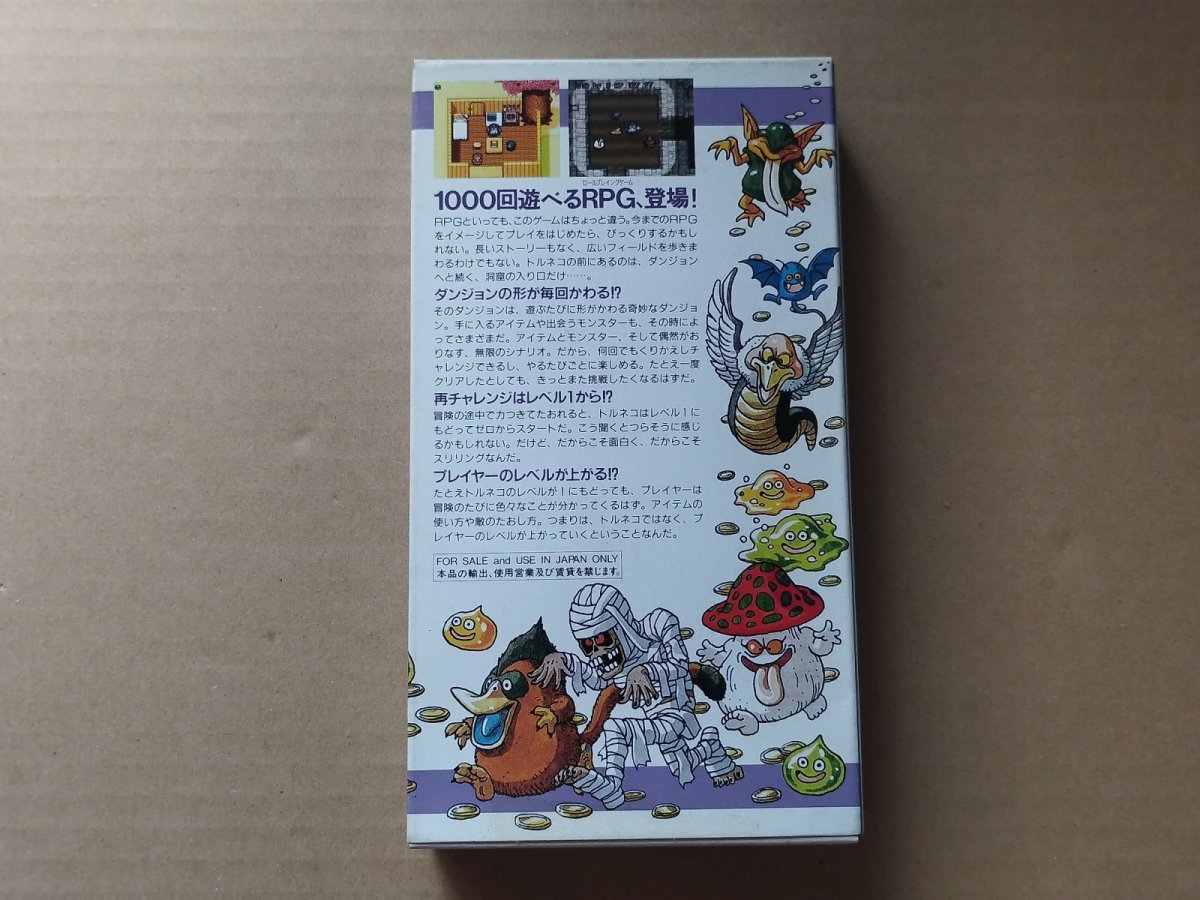 ロールプレイングゲーム
1000回遊べるRPG、登場!
RPGといっても、このゲームはちょっと違う。今までのRPG
をイメージしてプレイをはじめたら、びっくりするかもし
れない。長いストーリーもなく、広いフィールドを歩きま
わるわけでもない。トルネコの前にあるのは、ダンジョン
へと続く、洞窟の入り口だけ……。
ダンジョンの形が毎回かわる!?
そのダンジョンは、遊ぶたびに形がかわる奇妙なダンジョ
ン。手に入るアイテムや出会うモンスターも、その時によ
ってさまざまだ。アイテムとモンスター、そして偶然がお
りなす、無限のシナリオ。だから、何回でもくりかえしチ
ャレンジできるし、やるたびごとに楽しめる。たとえ一度
クリアしたとしても、きっとまた挑戦したくなるはずだ。
再チャレンジはレベル1から!?
冒険の途中で力つきてたおれると、トルネコはレベル1に
もどってゼロからスタートだ。こう聞くとつらそうに感じ
るかもしれない。だけど、だからこそ面白く、だからこそ
スリリングなんだ。
プレイヤーのレベルが上がる!?
たとえトルネコのレベルが1にもどっても、プレイヤーは
冒険のたびに色々なことが分かってくるはず。アイテムの
使い方や敵のたおし方。つまりは、トルネコではなく、プ
レイヤーのレベルが上がっていくということなんだ。
FOR SALE and USE IN JAPAN ONLY
本品の輸出、使用営業及び賃貸を禁じます。